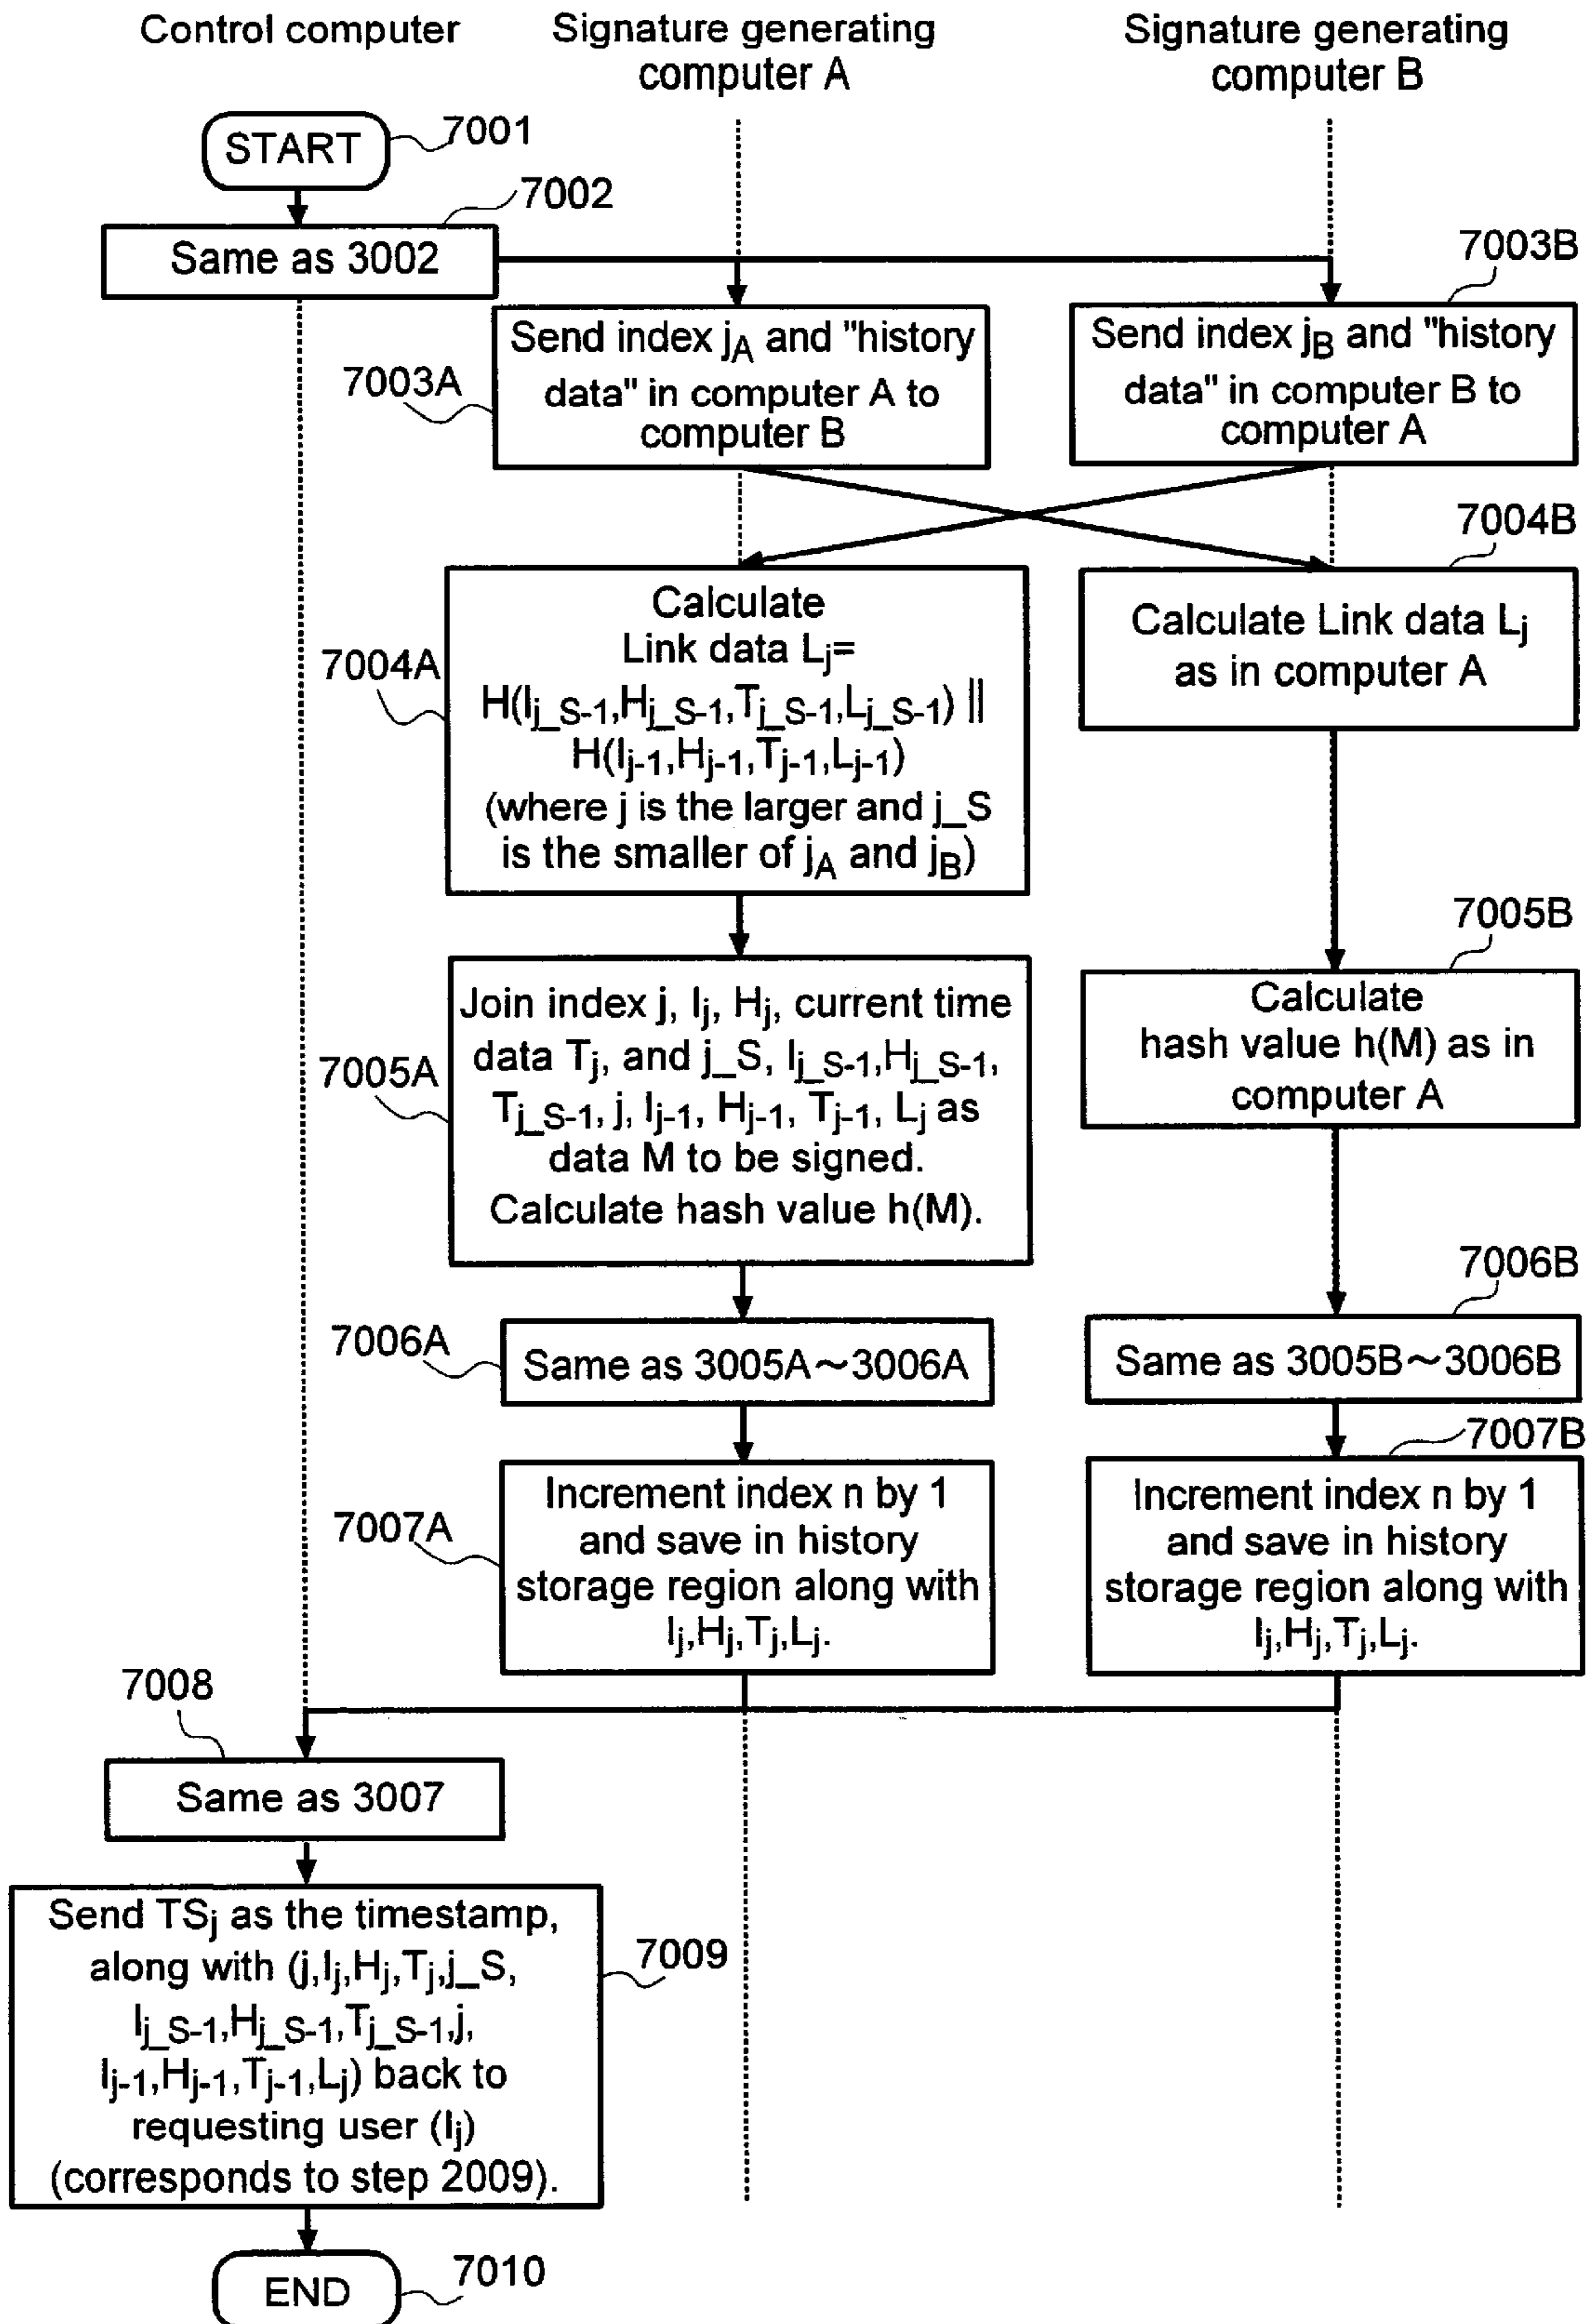 Control computer
Signature generating
computer A
Signature generating
computer B
START
7001
7002
Same as 3002
7003B
Send index jA and "history
data" in computer A to
computer B
7003A
Send index jB and "history
data" in computer B to
computer A
7004B
Calculate
Link data Lj=
H(Ij_S-1,Hj_S-1,Tj_S-1,Lj_S-1) ||
H(Ij-1,Hj-1,Tj-1,Lj-1)
(where j is the larger and j_S
is the smaller of jA and jB)
7004A
Calculate Link data Lj
as in computer A
7005B
Join index j, Ij, Hj, current time
data Tj, and j_S, Ij_S-1,Hj_S-1,
Tj_S-1, j, Ij-1, Hj-1, Tj-1, Lj as
data M to be signed.
Calculate hash value h(M).
7005A
Calculate
hash value h(M) as in
computer A
7006B
7006A
Same as 3005A~3006A
Same as 3005B~3006B
7007B
7007A
Increment index n by 1
and save in history
storage region along with
Ij,Hj,Tj,Lj.
Increment index n by 1
and save in history
storage region along with
Ij,Hj,Tj,Lj.
7008
Same as 3007
Send TSj as the timestamp,
along with (j,Ij,Hj,Tj,j_S,
Ij_S-1,Hj_S-1,Tj_S-1,j,
Ij-1,Hj-1,Tj-1,Lj) back to
requesting user (Ij)
(corresponds to step 2009).
7009
END
7010